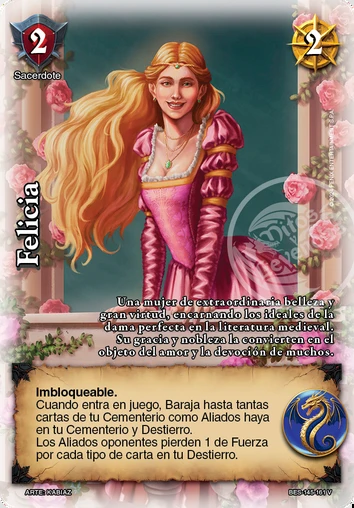 2
2
Sacerdote
Felicia
Una mujer de extraordinaria belleza y
gran virtud, encarnando los ideales de la
dama perfecta en la literatura medieval.
Su gracia y nobleza la convierten en el
objeto del amor y la devoción de muchos.
Imbloqueable.
Cuando entra en juego, Baraja hasta tantas
cartas de tu Cementerio como Aliados haya
en tu Cementerio y Destierro.
Los Aliados oponentes pierden 1 de Fuerza
por cada tipo de carta en tu Destierro.
ARTE: KABIAZ
BES-145-161 V